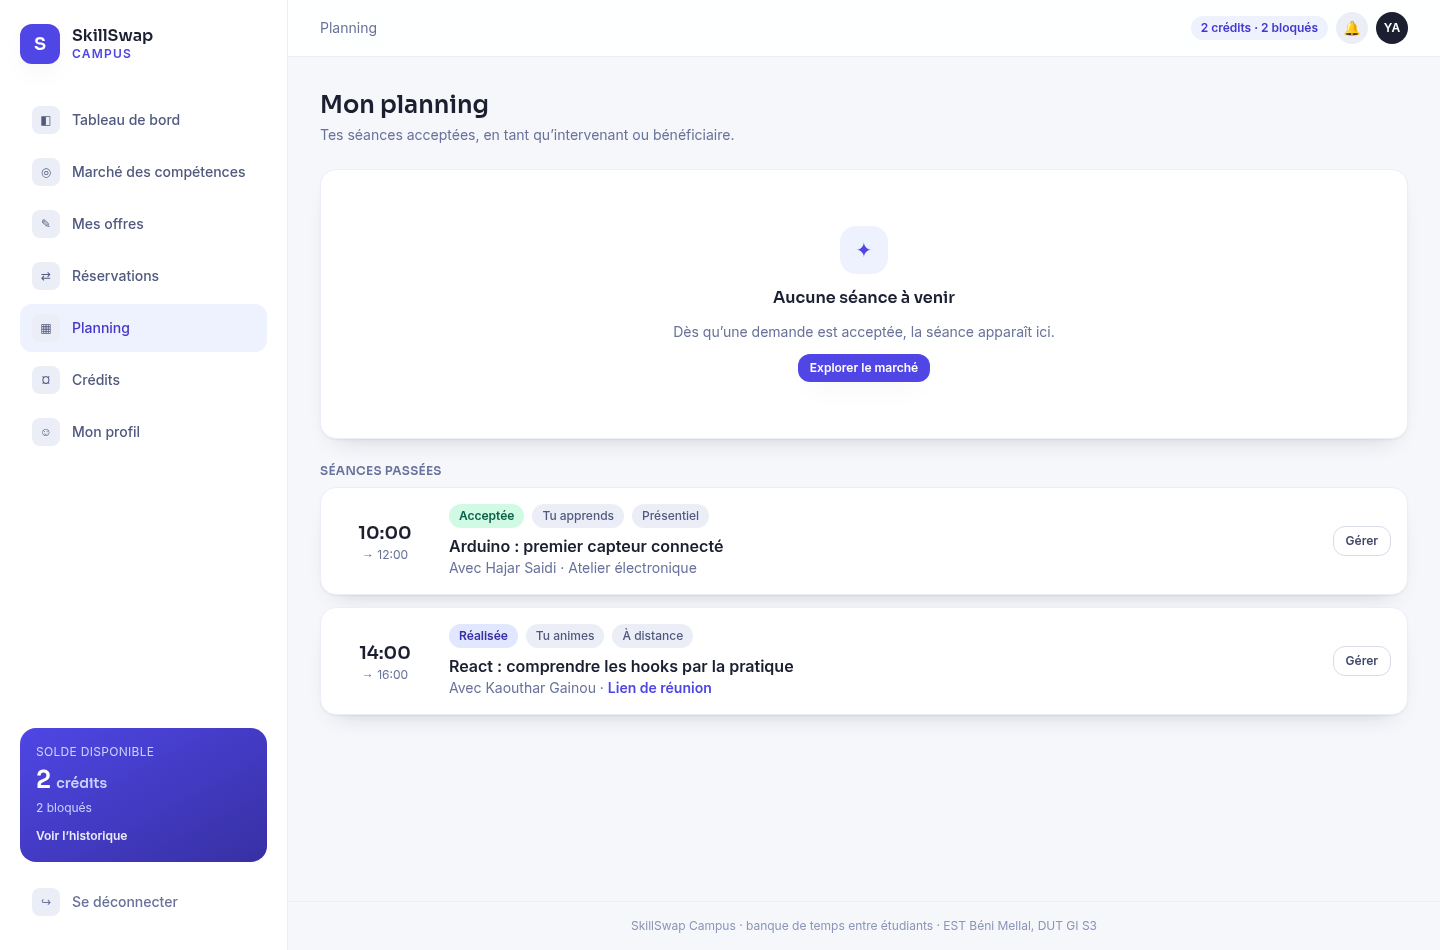 S
SkillSwap
CAMPUS
Tableau de bord
Marché des compétences
Mes offres
Réservations
Planning
Crédits
Mon profil
SOLDE DISPONIBLE
2 crédits
2 bloqués
Voir l’historique
Se déconnecter
Planning
2 crédits · 2 bloqués
YA
Mon planning
Tes séances acceptées, en tant qu’intervenant ou bénéficiaire.
Aucune séance à venir
Dès qu’une demande est acceptée, la séance apparaît ici.
Explorer le marché
SÉANCES PASSÉES
10:00
→ 12:00
Acceptée Tu apprends Présentiel
Arduino : premier capteur connecté
Avec Hajar Saidi · Atelier électronique
Gérer
14:00
→ 16:00
Réalisée Tu animes À distance
React : comprendre les hooks par la pratique
Avec Kaouthar Gainou · Lien de réunion
Gérer
SkillSwap Campus · banque de temps entre étudiants · EST Béni Mellal, DUT GI S3